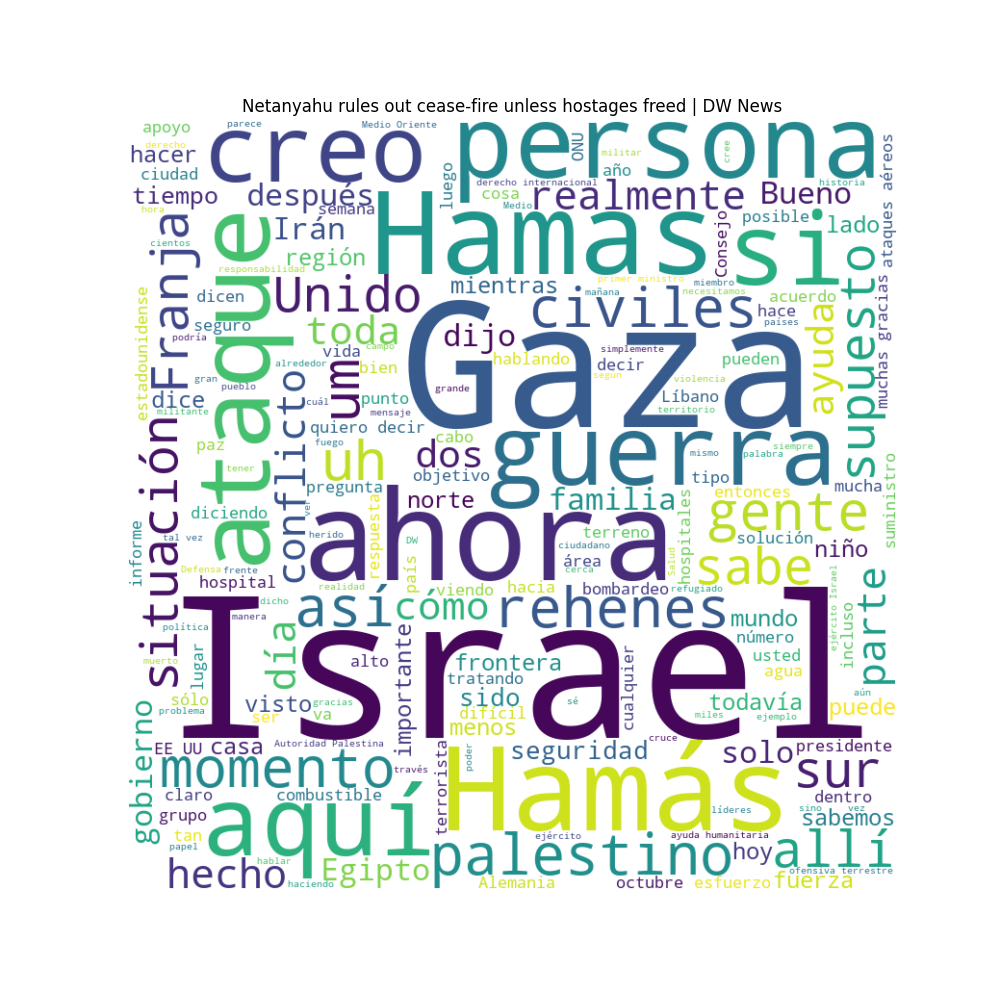 Netanyahu rules out cease-fire unless hostages freed | DW News
apoyo
parece
Medio Oriente
creo
persona
derecho
hacer
ciudad
luego
ONU
militar
cree
año
ataques aéreos
tiempo
después
derecho internacional
historia
cosa
realmente
Bueno
hora
semana
Medio
Hamas
Consejo
posible
si
lado
Franja
ataque
Irán
cientos
región
responsabilidad
Unido
mientras
primer ministro
miembro
necesitamos
mañana
acuerdo
supuesto
muchas gracias
estadounidense
dicen
civiles
hace
países
ayuda
seguro
toda
dijo
Gaza
podría
vida
campo
hablando
simplemente
decir
pueden
alrededor
bien
según
violencia
gran
pueblo
um
grande
Líbano
territorio
dice
punto
cuál
mensaje
militante
conflicto
quiero decir
guerra
situación
paz
fuego
uh
dos
cabo
siempre
mismo
palabra
tener
objetivo
tipo
mucha
pregunta
norte
familia
entonces
suministro
diciendo
ahora
respuesta
gente
ver
herido
terreno
hospitales
solución
informe
tal vez
DW
país
ciudadano
niño
Defensa
frente
área
cerca
Salud
sabe
hospital
realidad
viendo
hacia
bombardeo
refugiado
parte
ejército Israel
dicho
así
cómo
rehenes
mundo
incluso
manera
Israel
número
política
día
usted
muerto
lugar
alto
importante
frontera
agua
tratando
cualquier
sólo
visto
gracias
sido
sé
todavía
aún
puede
problema
ser
va
difícil
miles
ejemplo
gobierno
menos
EE UU
casa
Autoridad Palestina
cruce
seguridad
solo
presidente
momento
través
terrorista
poder
Hamás
sur
claro
combustible
dentro
grupo
aquí
líderes
sino
vez
sabemos
tan
papel
ejército
ayuda humanitaria
hablar
palestino
hoy
allí
hecho
haciendo
Egipto
Alemania
octubre
esfuerzo
fuerza
ofensiva terrestre